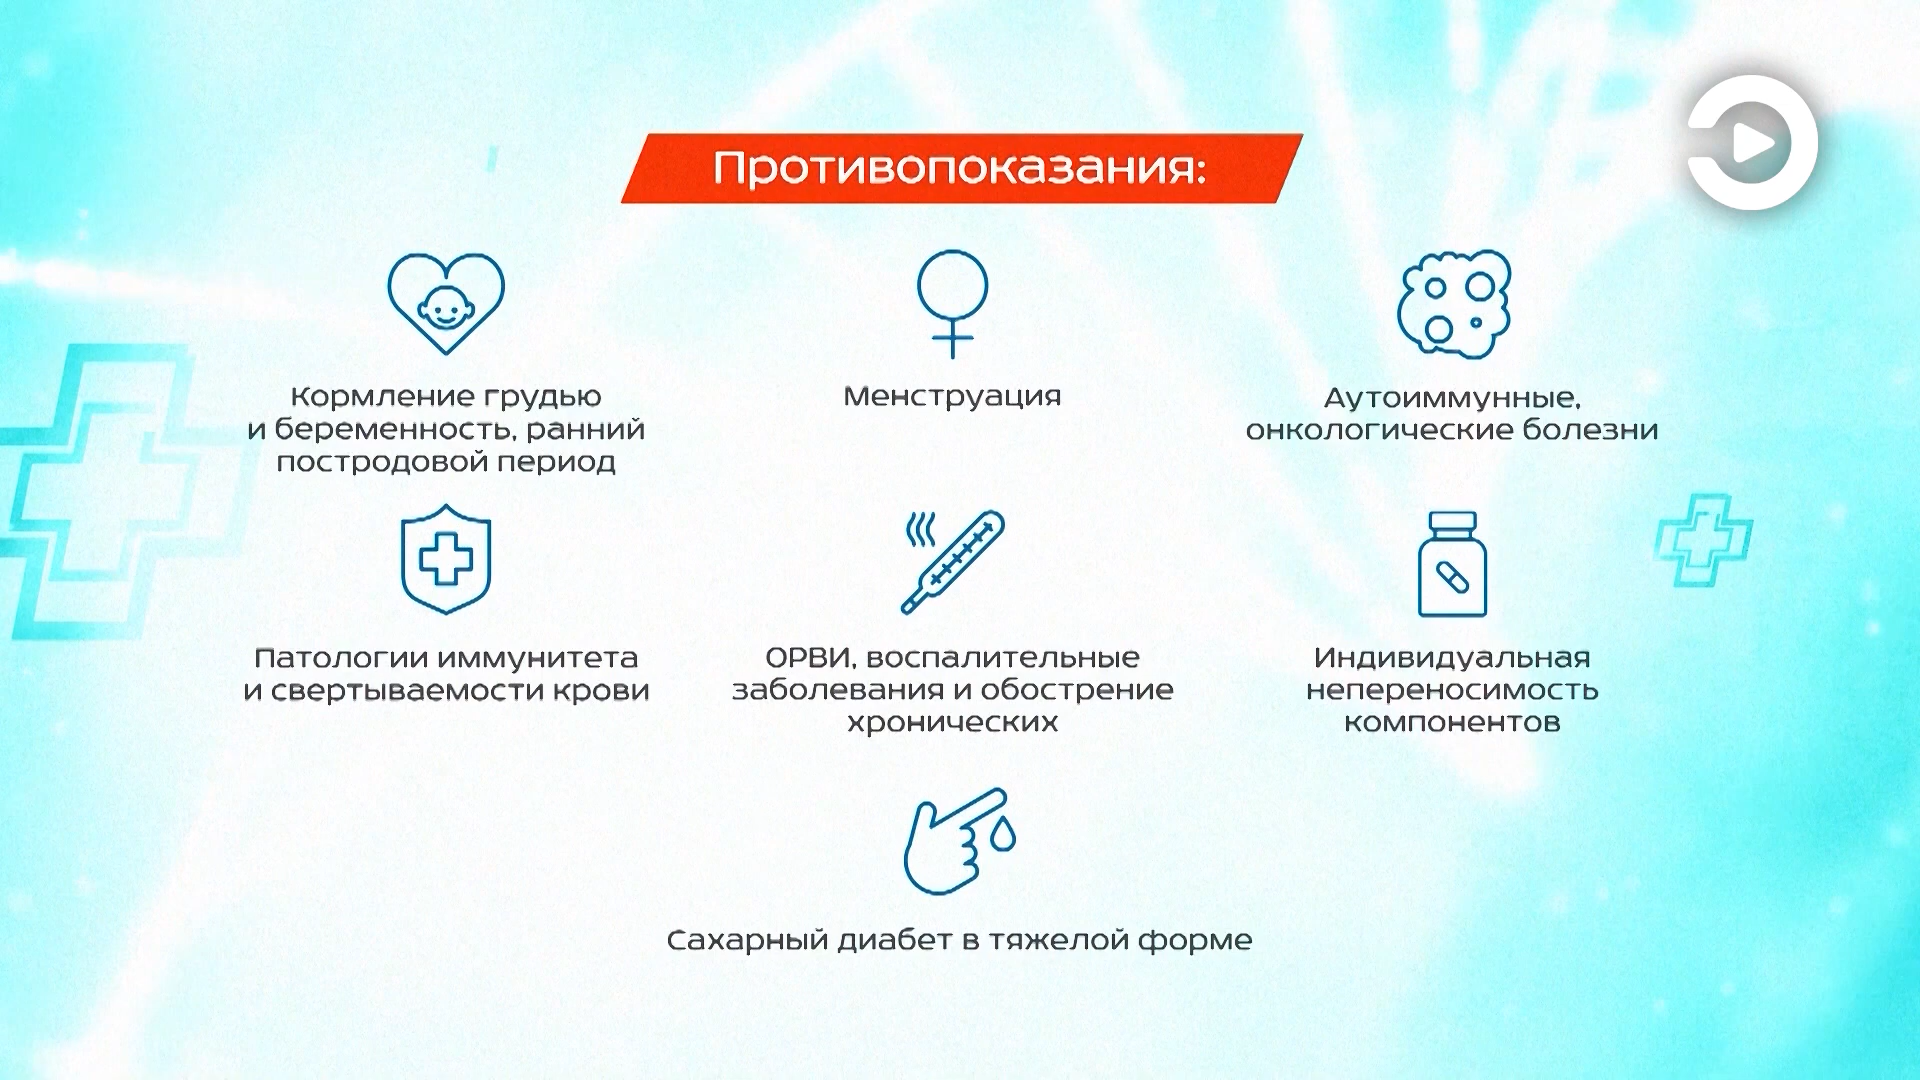 Противопоказания:
Кормление грудью
и беременность, ранний
постродовой период
Менструация
Аутоиммунные,
онкологические болезни
Патологии иммунитета
и свертываемости крови
ОРВИ, воспалительные
заболевания и обострение
хронических
Индивидуальная
непереносимость
компонентов
Сахарный диабет в тяжелой форме